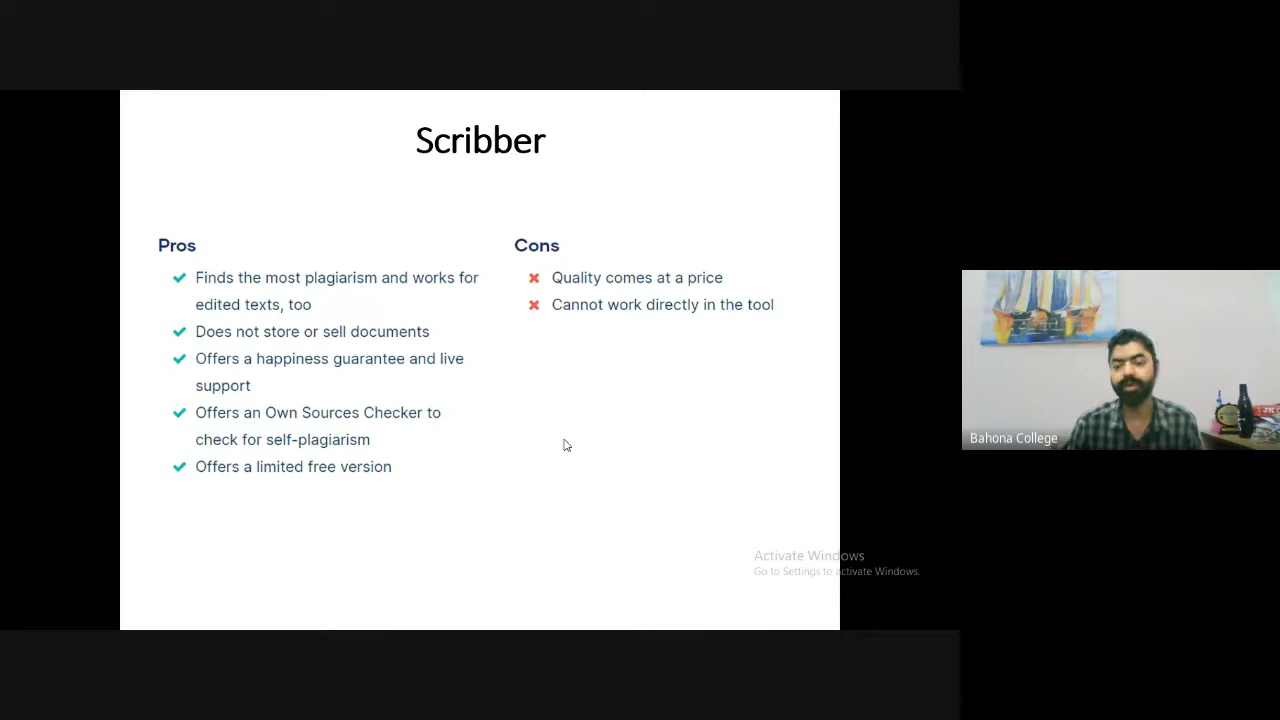 Scribber
Pros
Finds the most plagiarism and works for
edited texts, too
Does not store or sell documents
Offers a happiness guarantee and live
support
Offers an Own Sources Checker to
check for self-plagiarism
Offers a limited free version
Cons
Quality comes at a price
Cannot work directly in the tool
Bahona College
Activate Windows
Go to Settings to activate Windows.